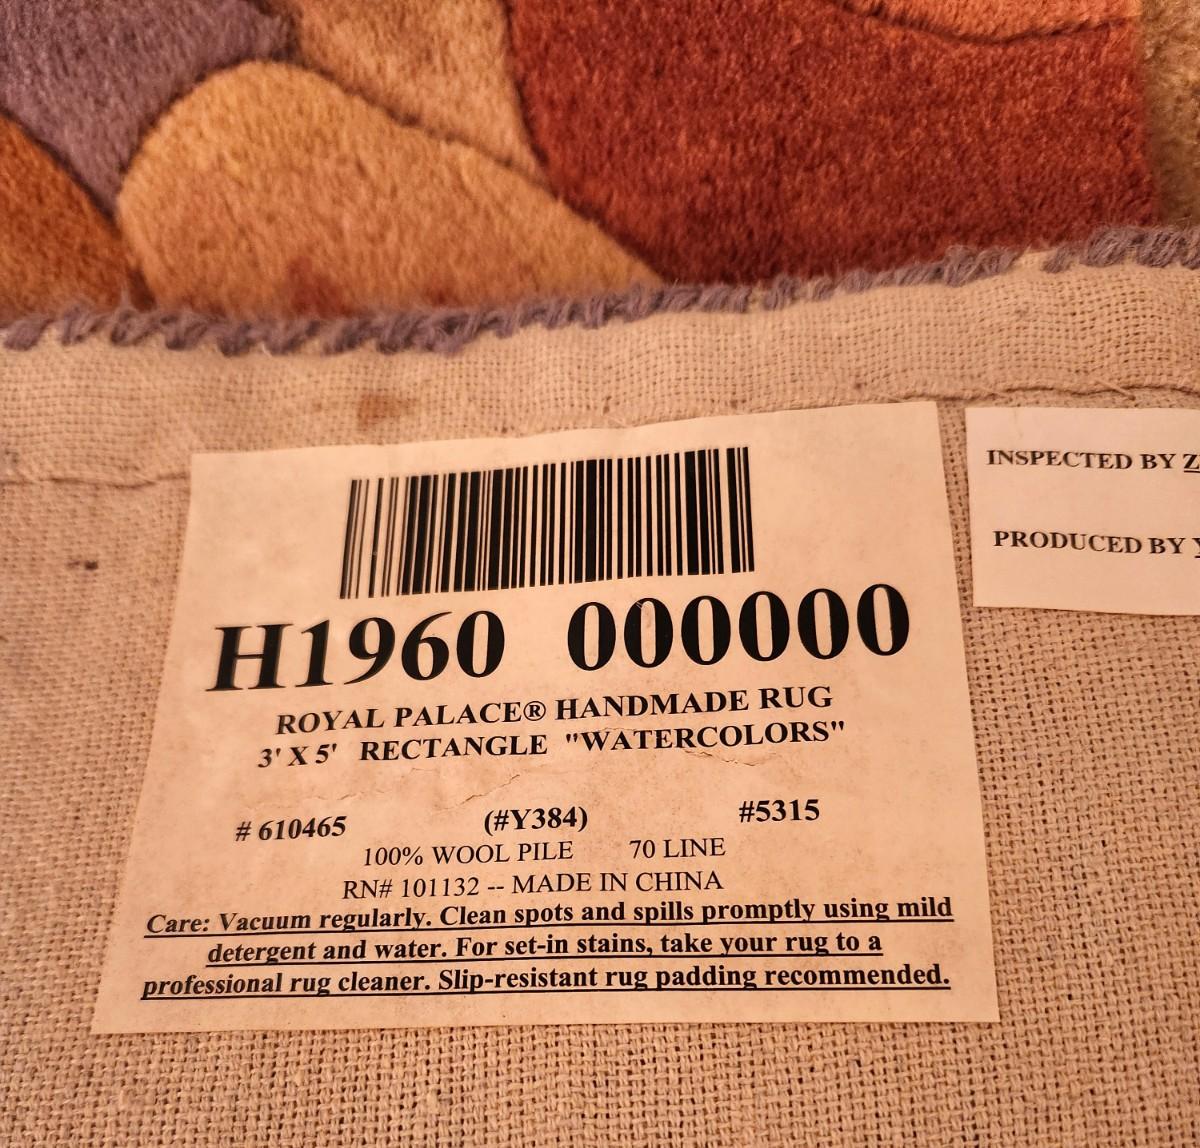 H1960 000000
ROYAL PALACE® HANDMADE RUG
3' X 5' RECTANGLE "WATERCOLORS"
# 610465 (#Y384) #5315
100% WOOL PILE 70 LINE
RN# 101132 -- MADE IN CHINA
Care: Vacuum regularly. Clean spots and spills promptly using mild
detergent and water. For set-in stains, take your rug to a
professional rug cleaner. Slip-resistant rug padding recommended.
INSPECTED BY
PRODUCED BY